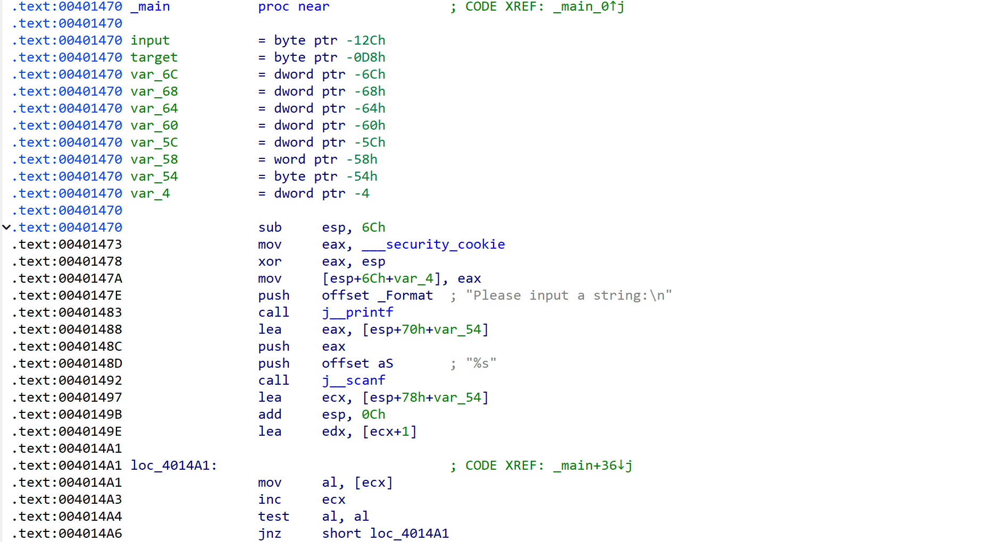 .text:00401470 _main           proc near               ; CODE XREF: _main_0↑j
.text:00401470
.text:00401470 input           = byte ptr -12Ch
.text:00401470 target          = byte ptr -0D8h
.text:00401470 var_6C          = dword ptr -6Ch
.text:00401470 var_68          = dword ptr -68h
.text:00401470 var_64          = dword ptr -64h
.text:00401470 var_60          = dword ptr -60h
.text:00401470 var_5C          = dword ptr -5Ch
.text:00401470 var_58          = word ptr -58h
.text:00401470 var_54          = byte ptr -54h
.text:00401470 var_4           = dword ptr -4
.text:00401470
.text:00401470                 sub     esp, 6Ch
.text:00401473                 mov     eax, ___security_cookie
.text:00401478                 xor     eax, esp
.text:0040147A                 mov     [esp+6Ch+var_4], eax
.text:0040147E                 push    offset _Format  ; "Please input a string:\n"
.text:00401483                 call    j__printf
.text:00401488                 lea     eax, [esp+70h+var_54]
.text:0040148C                 push    eax
.text:0040148D                 push    offset aS       ; "%s"
.text:00401492                 call    j__scanf
.text:00401497                 lea     ecx, [esp+78h+var_54]
.text:0040149B                 add     esp, 0Ch
.text:0040149E                 lea     edx, [ecx+1]
.text:004014A1
.text:004014A1 loc_4014A1:                             ; CODE XREF: _main+36↓j
.text:004014A1                 mov     al, [ecx]
.text:004014A3                 inc     ecx
.text:004014A4                 test    al, al
.text:004014A6                 jnz     short loc_4014A1